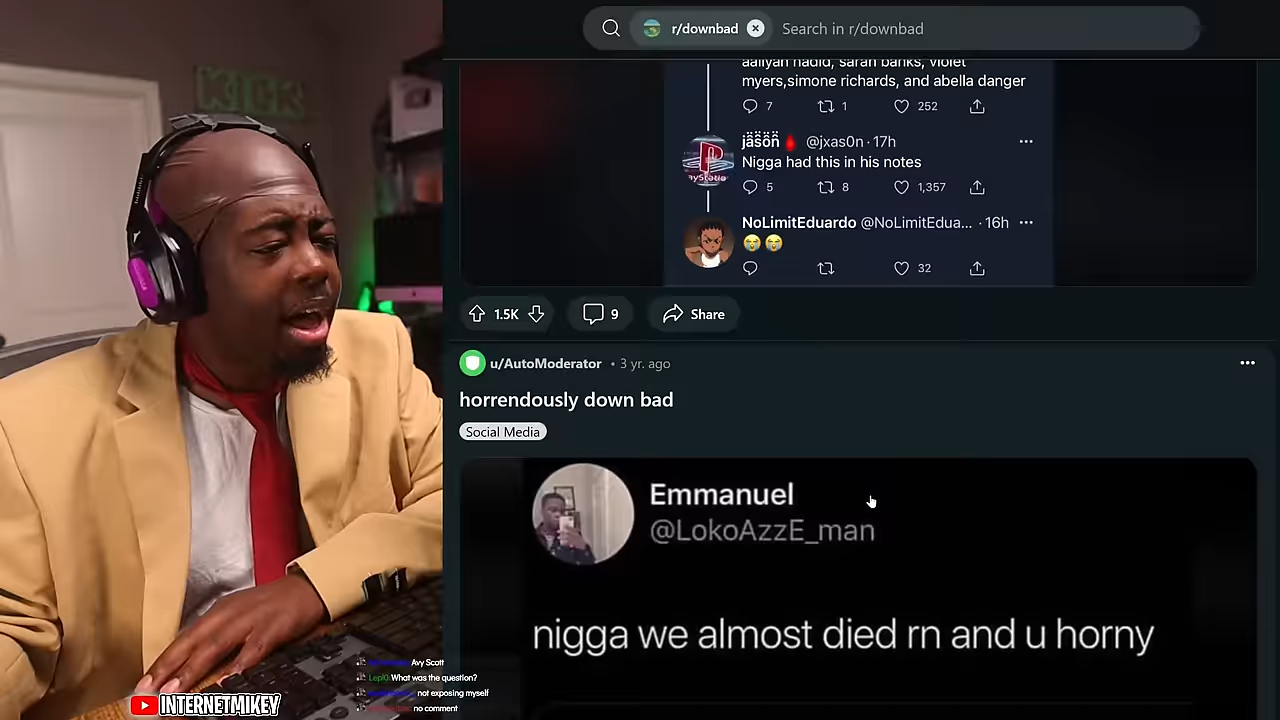 KICK
r/downbad
Search in r/downbad
aaliyah hadid, sarah banks, violet
myers,simone richards, and abella danger
7
1
252
jäsöñ @jxas0n · 17h
Nigga had this in his notes
5
8
1,357
NoLimitEduardo @NoLimitEdua... · 16h
😭😭
32
1.5K
9
Share
u/AutoModerator • 3 yr. ago
horrendously down bad
Social Media
Emmanuel
@LokoAzzE_man
nigga we almost died rn and u horny
Avy Scott
Lepl0: What was the question?
not exposing myself
no comment
INTERNETMIKEY